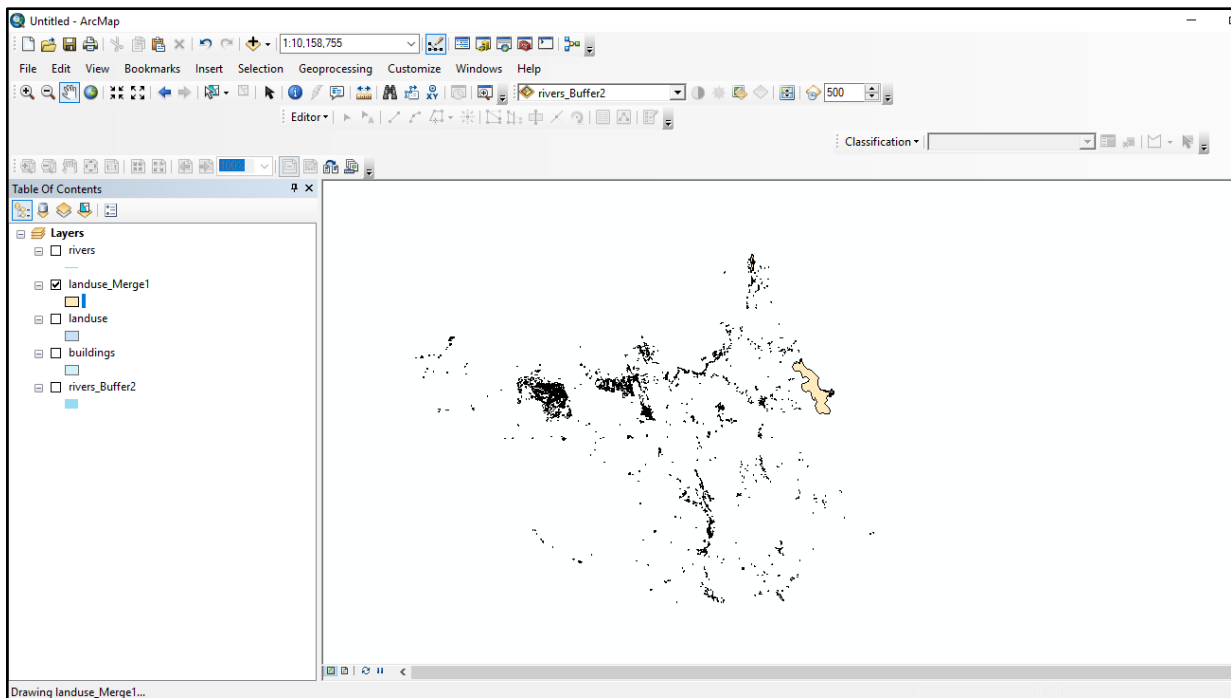 Untitled - ArcMap
1:10,158,755
File Edit View Bookmarks Insert Selection Geoprocessing Customize Windows Help
rivers_Buffer2 500
Editor
Classification
100%
Table Of Contents
Layers
rivers
landuse_Merge1
landuse
buildings
rivers_Buffer2
Drawing landuse_Merge1...